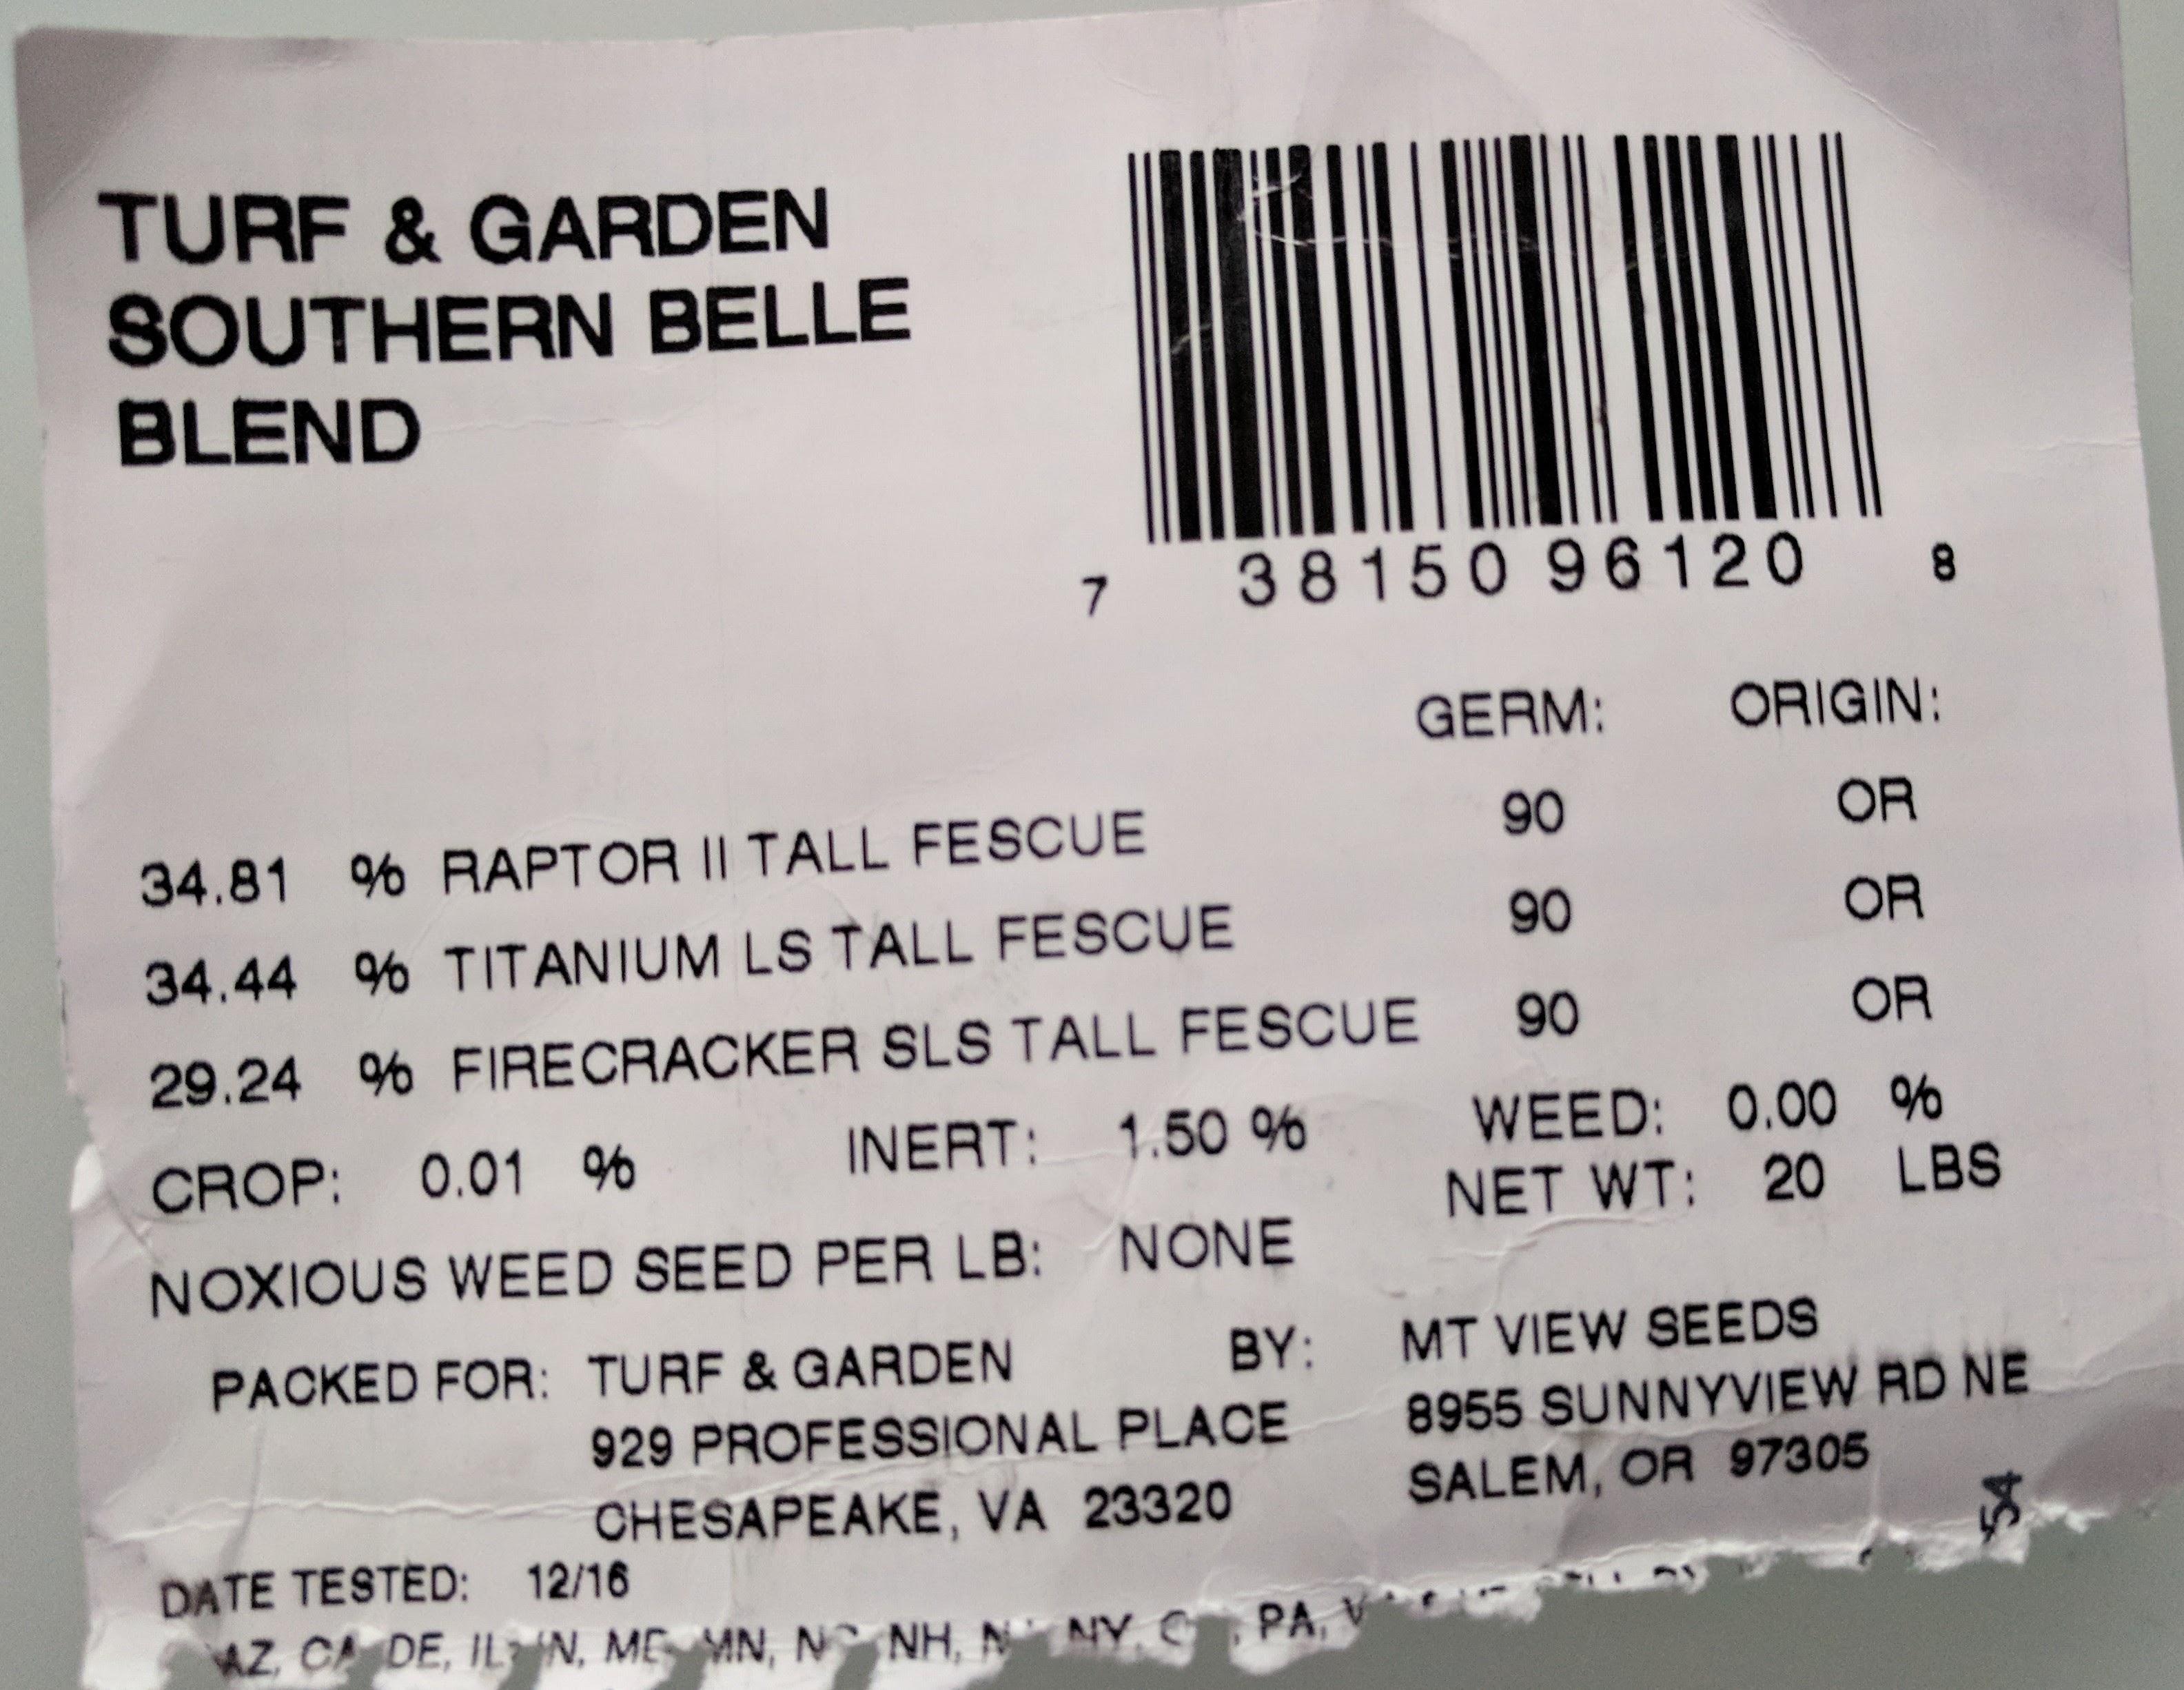 TURF & GARDEN
SOUTHERN BELLE
BLEND
7 38150 96120 8
GERM: ORIGIN:
34.81 % RAPTOR II TALL FESCUE 90 OR
34.44 % TITANIUM LS TALL FESCUE 90 OR
29.24 % FIRECRACKER SLS TALL FESCUE 90 OR
CROP: 0.01 % INERT: 1.50 % WEED: 0.00 %
NET WT: 20 LBS
NOXIOUS WEED SEED PER LB: NONE
PACKED FOR: TURF & GARDEN BY: MT VIEW SEEDS
929 PROFESSIONAL PLACE 8955 SUNNYVIEW RD NE
CHESAPEAKE, VA 23320 SALEM, OR 97305
54
DATE TESTED: 12/16
AZ, CA DE, NH, NY, PA,